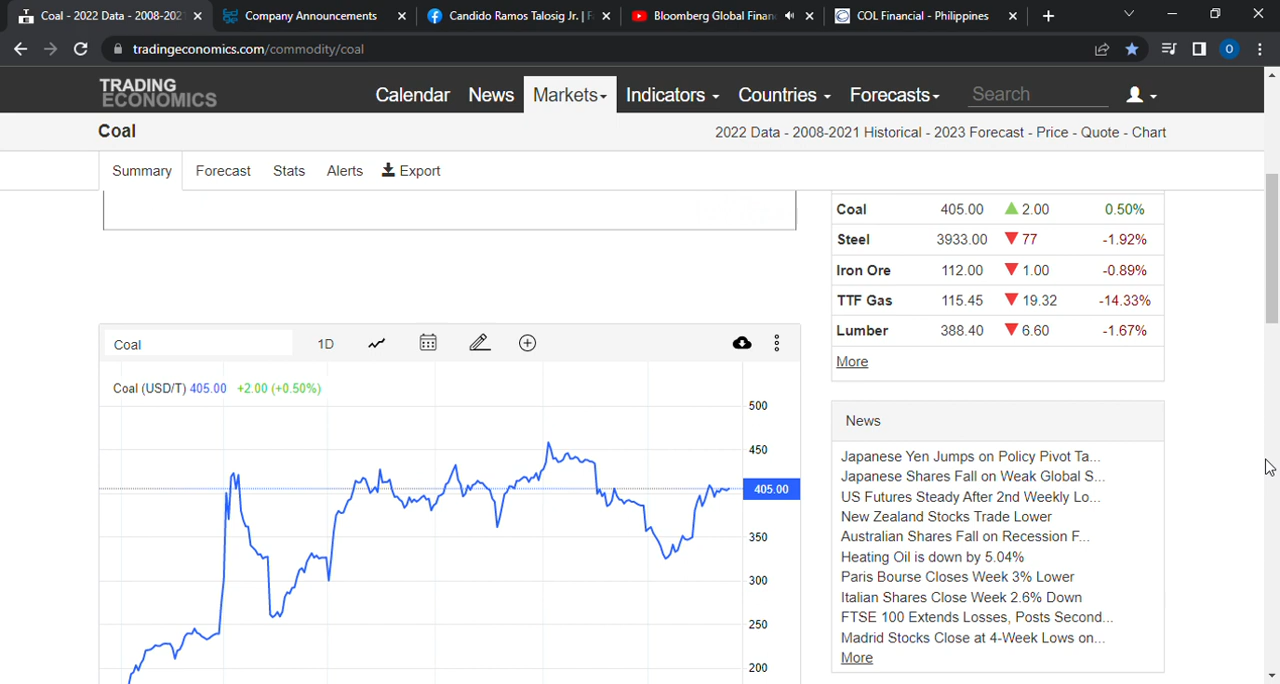 Coal - 2022 Data - 2008-202
Company Announcements
Candido Ramos Talosig Jr. | F
Bloomberg Global Finan
COL Financial - Philippines
tradingeconomics.com/commodity/coal
O
TRADING
ECONOMICS
Calendar News Markets Indicators Countries Forecasts Search
Coal
2022 Data - 2008-2021 Historical - 2023 Forecast - Price - Quote - Chart
Summary Forecast Stats Alerts Export
Coal 405.00 2.00 0.50%
Steel 3933.00 77 -1.92%
Iron Ore 112.00 1.00 -0.89%
TTF Gas 115.45 19.32 -14.33%
Lumber 388.40 6.60 -1.67%
More
Coal 1D
Coal (USD/T) 405.00 +2.00 (+0.50%)
500
450
405.00
350
300
250
200
News
Japanese Yen Jumps on Policy Pivot Ta...
Japanese Shares Fall on Weak Global S...
US Futures Steady After 2nd Weekly Lo...
New Zealand Stocks Trade Lower
Australian Shares Fall on Recession F...
Heating Oil is down by 5.04%
Paris Bourse Closes Week 3% Lower
Italian Shares Close Week 2.6% Down
FTSE 100 Extends Losses, Posts Second...
Madrid Stocks Close at 4-Week Lows on...
More